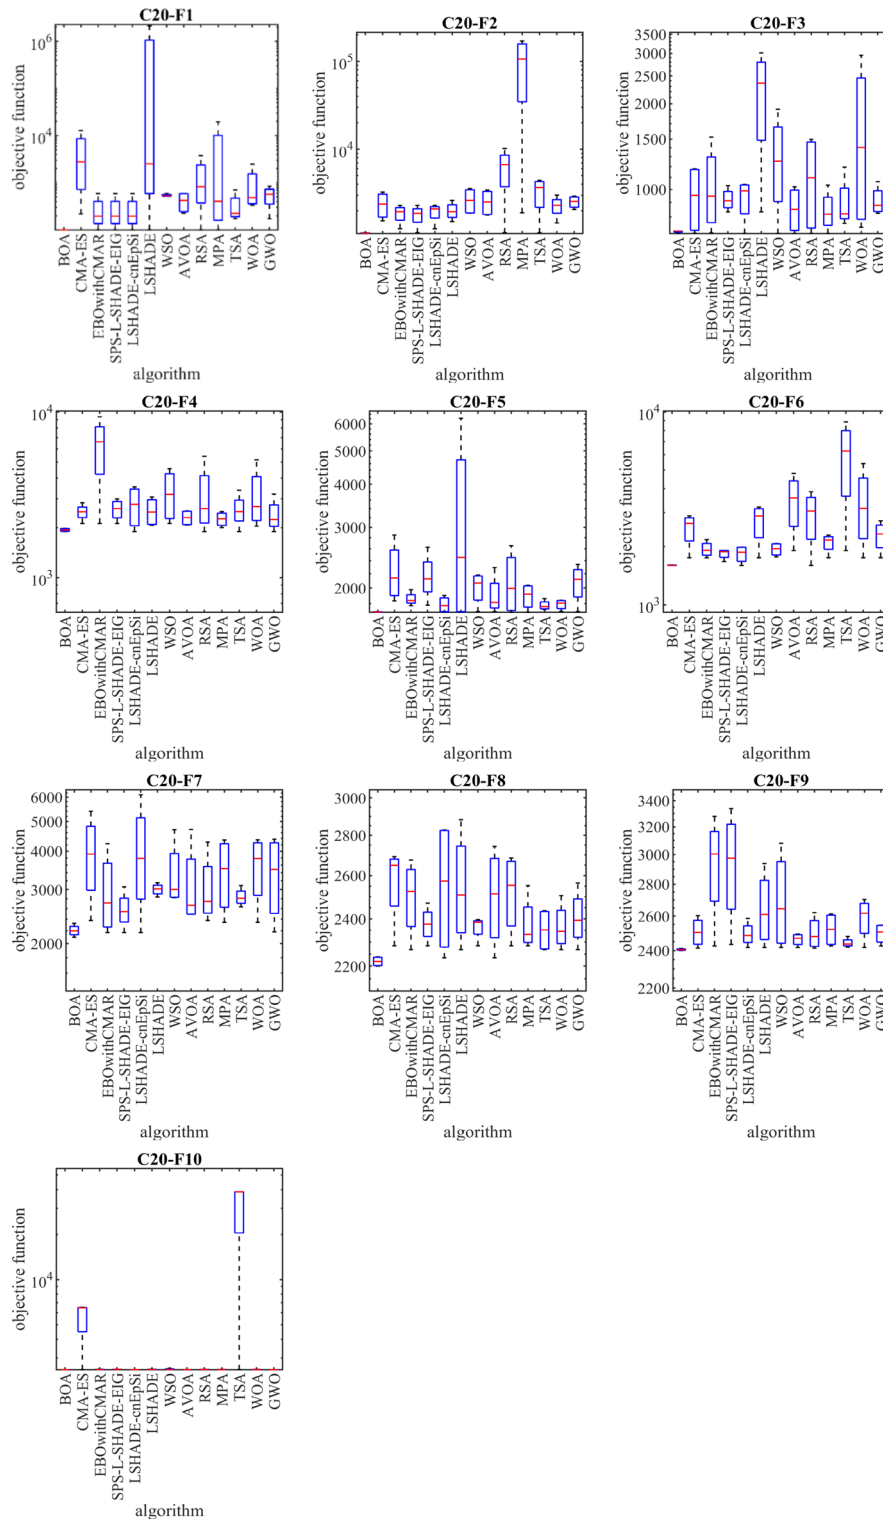 C20-F1
objective function
10^6
10^4
BOA
CMA-ES
EBOwithCMAR
SPS-L-SHADE-EIG
LSHADE-cnEpSi
LSHADE
WSO
AVOA
RSA
MPA
TSA
WOA
GWO
algorithm
C20-F2
objective function
10^5
10^4
BOA
CMA-ES
EBOwithCMAR
SPS-L-SHADE-EIG
LSHADE-cnEpSi
LSHADE
WSO
AVOA
RSA
MPA
TSA
WOA
GWO
algorithm
C20-F3
objective function
3500
3000
2500
2000
1500
1000
BOA
CMA-ES
EBOwithCMAR
SPS-L-SHADE-EIG
LSHADE-cnEpSi
LSHADE
WSO
AVOA
RSA
MPA
TSA
WOA
GWO
algorithm
C20-F4
objective function
10^4
10^3
BOA
CMA-ES
EBOwithCMAR
SPS-L-SHADE-EIG
LSHADE-cnEpSi
LSHADE
WSO
AVOA
RSA
MPA
TSA
WOA
GWO
algorithm
C20-F5
objective function
6000
5000
4000
3000
2000
BOA
CMA-ES
EBOwithCMAR
SPS-L-SHADE-EIG
LSHADE-cnEpSi
LSHADE
WSO
AVOA
RSA
MPA
TSA
WOA
GWO
algorithm
C20-F6
objective function
10^4
10^3
BOA
CMA-ES
EBOwithCMAR
SPS-L-SHADE-EIG
LSHADE-cnEpSi
LSHADE
WSO
AVOA
RSA
MPA
TSA
WOA
GWO
algorithm
C20-F7
objective function
6000
5000
4000
3000
2000
BOA
CMA-ES
EBOwithCMAR
SPS-L-SHADE-EIG
LSHADE-cnEpSi
LSHADE
WSO
AVOA
RSA
MPA
TSA
WOA
GWO
algorithm
C20-F8
objective function
3000
2800
2600
2400
2200
BOA
CMA-ES
EBOwithCMAR
SPS-L-SHADE-EIG
LSHADE-cnEpSi
LSHADE
WSO
AVOA
RSA
MPA
TSA
WOA
GWO
algorithm
C20-F9
objective function
3400
3200
3000
2800
2600
2400
2200
BOA
CMA-ES
EBOwithCMAR
SPS-L-SHADE-EIG
LSHADE-cnEpSi
LSHADE
WSO
AVOA
RSA
MPA
TSA
WOA
GWO
algorithm
C20-F10
objective function
10^4
BOA
CMA-ES
EBOwithCMAR
SPS-L-SHADE-EIG
LSHADE-cnEpSi
LSHADE
WSO
AVOA
RSA
MPA
TSA
WOA
GWO
algorithm